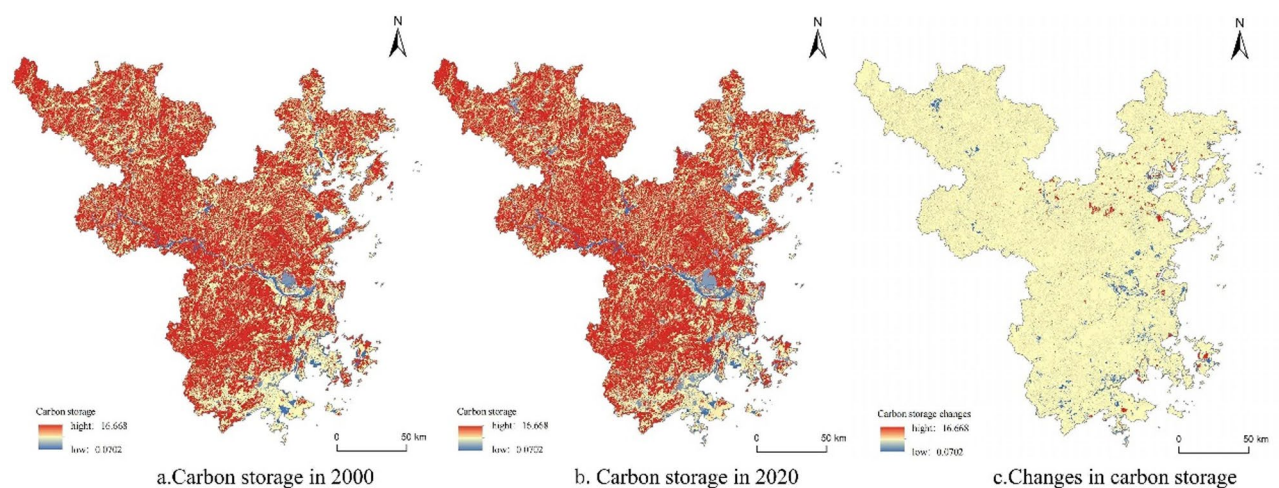 N
N
N
Carbon storage
hight: 16.668
low: 0.0702
0 50 km
Carbon storage
hight: 16.668
low: 0.0702
0 50 km
Carbon storage changes
hight: 16.668
low: 0.0702
0 50 km
a.Carbon storage in 2000
b. Carbon storage in 2020
c.Changes in carbon storage